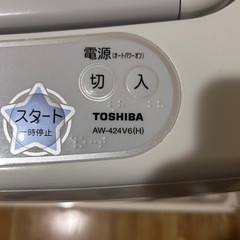 電源(オートパワーオフ)
切 入
スタート
一時停止
TOSHIBA
AW-424V6(H)